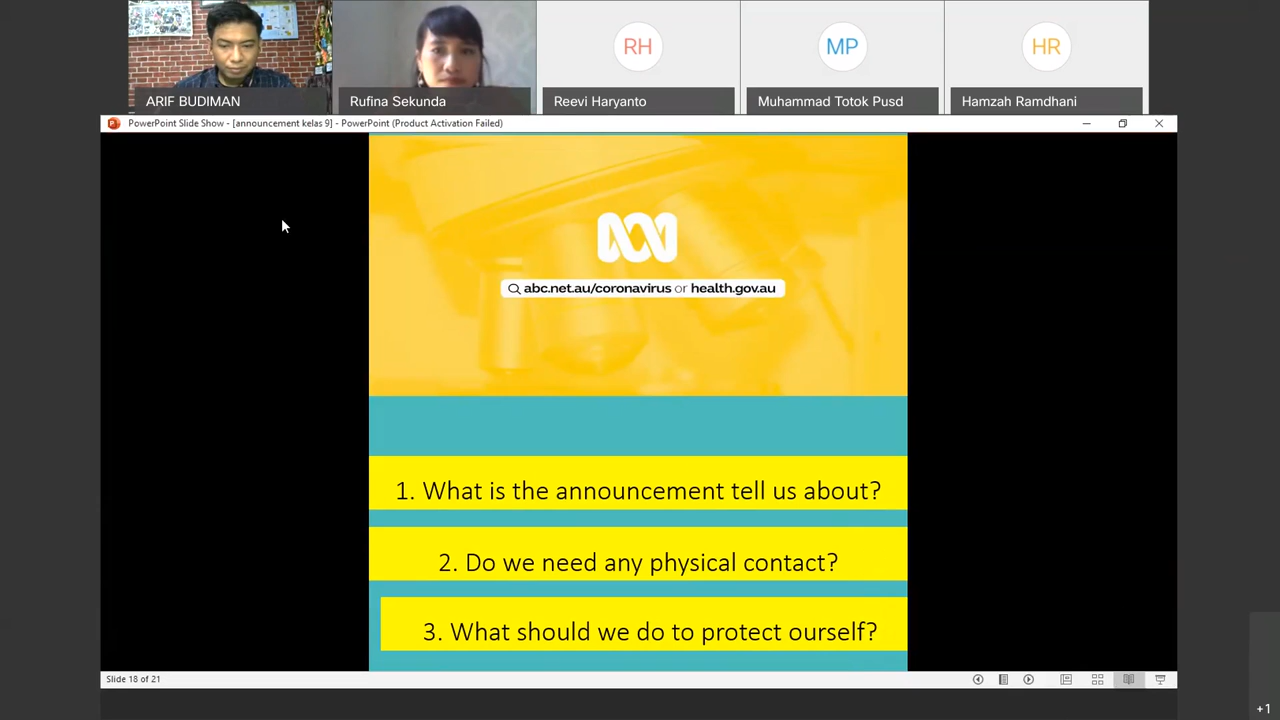 ARIF BUDIMAN
Rufina Sekunda
RH
Reevi Haryanto
MP
Muhammad Totok Pusd
HR
Hamzah Ramdhani
PowerPoint Slide Show - [announcement kelas 9] - PowerPoint (Product Activation Failed)
abc.net.au/coronavirus or health.gov.au
1. What is the announcement tell us about?
2. Do we need any physical contact?
3. What should we do to protect ourself?
Slide 18 of 21
+1